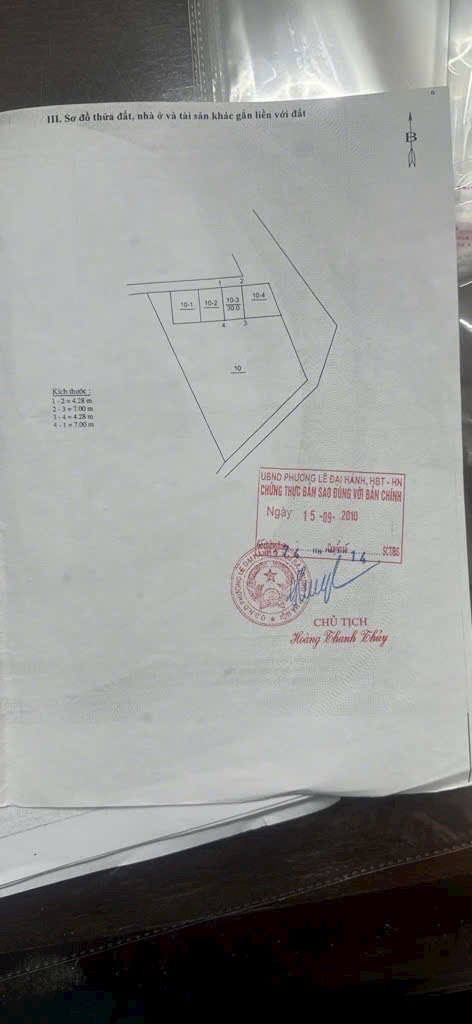 III. Sơ đồ thửa đất, nhà ở và tài sản khác gắn liền với đất
B
1
2
10-1
10-2
10-3
30.0
10-4
4
3
10
Kích thước :
1 - 2 = 4.28 m
2 - 3 = 7.00 m
3 - 4 = 4.28 m
4 - 1 = 7.00 m
UBND PHƯỜNG LÊ ĐẠI HÀNH, HBT - HN
CHỨNG THỰC BẢN SAO ĐÚNG VỚI BẢN CHÍNH
Ngày 15 -09- 2010
SCT/BS
CHỦ TỊCH
Hoàng Thanh Thủy